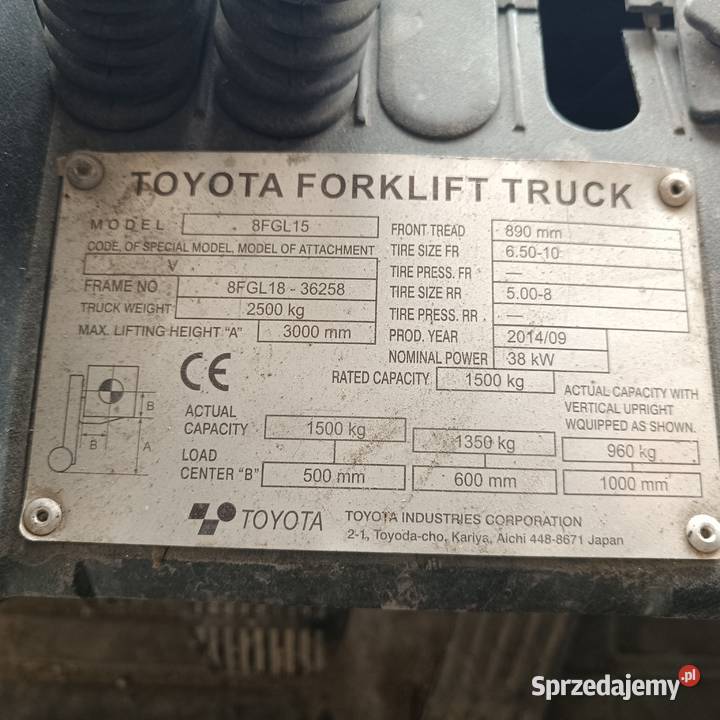 TOYOTA FORKLIFT TRUCK
MODEL 8FGL15
CODE, OF SPECIAL MODEL, MODEL OF ATTACHMENT
V
FRAME NO 8FGL18 - 36258
TRUCK WEIGHT 2500 kg
MAX. LIFTING HEIGHT "A" 3000 mm
FRONT TREAD 890 mm
TIRE SIZE FR 6.50-10
TIRE PRESS. FR —
TIRE SIZE RR 5.00-8
TIRE PRESS. RR —
PROD. YEAR 2014/09
NOMINAL POWER 38 kW
RATED CAPACITY 1500 kg
CE
B
B
A
ACTUAL CAPACITY WITH
VERTICAL UPRIGHT
WQUIPPED AS SHOWN.
ACTUAL
CAPACITY 1500 kg 1350 kg 960 kg
LOAD
CENTER "B" 500 mm 600 mm 1000 mm
TOYOTA
TOYOTA INDUSTRIES CORPORATION
2-1, Toyoda-cho, Kariya, Aichi 448-8671 Japan
Sprzedajemy.pl